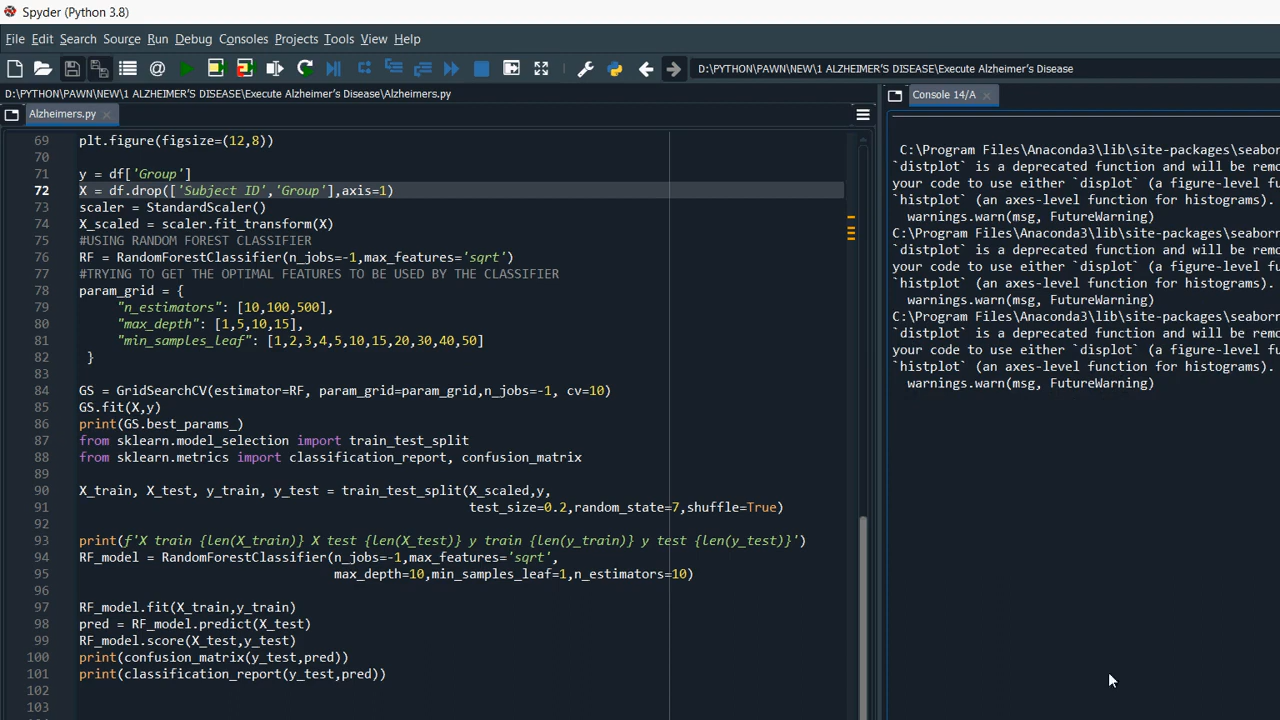 Spyder (Python 3.8)
File Edit Search Source Run Debug Consoles Projects Tools View Help
D:\PYTHON\PAWN\NEW\1 ALZHEIMER'S DISEASE\Execute Alzheimer's Disease
D:\PYTHON\PAWN\NEW\1 ALZHEIMER'S DISEASE\Execute Alzheimer's Disease\Alzheimers.py
Alzheimers.py
69 plt.figure(figsize=(12,8))
70
71 y = df['Group']
72 X = df.drop(['Subject ID','Group'],axis=1)
73 scaler = StandardScaler()
74 X_scaled = scaler.fit_transform(X)
75 #USING RANDOM FOREST CLASSIFIER
76 RF = RandomForestClassifier(n_jobs=-1,max_features='sqrt')
77 #TRYING TO GET THE OPTIMAL FEATURES TO BE USED BY THE CLASSIFIER
78 param_grid = {
79 "n_estimators": [10,100,500],
80 "max_depth": [1,5,10,15],
81 "min_samples_leaf": [1,2,3,4,5,10,15,20,30,40,50]
82 }
83
84 GS = GridSearchCV(estimator=RF, param_grid=param_grid,n_jobs=-1, cv=10)
85 GS.fit(X,y)
86 print(GS.best_params_)
87 from sklearn.model_selection import train_test_split
88 from sklearn.metrics import classification_report, confusion_matrix
89
90 X_train, X_test, y_train, y_test = train_test_split(X_scaled,y,
91 test_size=0.2,random_state=7,shuffle=True)
92
93 print(f'X train {len(X_train)} X test {len(X_test)} y train {len(y_train)} y test {len(y_test)}')
94 RF_model = RandomForestClassifier(n_jobs=-1,max_features='sqrt',
95 max_depth=10,min_samples_leaf=1,n_estimators=10)
96
97 RF_model.fit(X_train,y_train)
98 pred = RF_model.predict(X_test)
99 RF_model.score(X_test,y_test)
100 print(confusion_matrix(y_test,pred))
101 print(classification_report(y_test,pred))
102
103
Console 14/A
C:\Program Files\Anaconda3\lib\site-packages\seabor
`distplot` is a deprecated function and will be remo
your code to use either `displot` (a figure-level fu
`histplot` (an axes-level function for histograms).
warnings.warn(msg, FutureWarning)
C:\Program Files\Anaconda3\lib\site-packages\seaborn
`distplot` is a deprecated function and will be remo
your code to use either `displot` (a figure-level fu
`histplot` (an axes-level function for histograms).
warnings.warn(msg, FutureWarning)
C:\Program Files\Anaconda3\lib\site-packages\seaborn
`distplot` is a deprecated function and will be remo
your code to use either `displot` (a figure-level fu
`histplot` (an axes-level function for histograms).
warnings.warn(msg, FutureWarning)